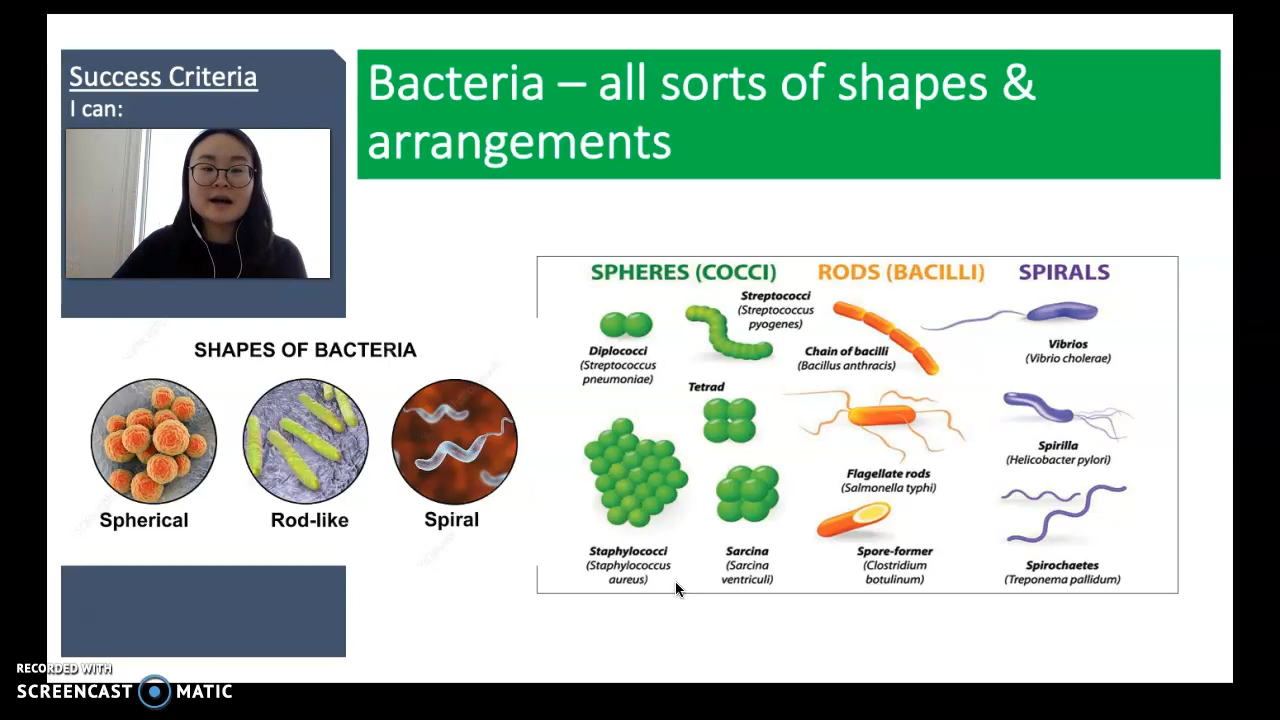 Success Criteria
I can:
Bacteria – all sorts of shapes &
arrangements
SHAPES OF BACTERIA
Spherical
Rod-like
Spiral
SPHERES (COCCI)
RODS (BACILLI)
SPIRALS
Diplococci
(Streptococcus
pneumoniae)
Streptococci
(Streptococcus
pyogenes)
Tetrad
Staphylococci
(Staphylococcus
aureus)
Sarcina
(Sarcina
ventriculi)
Chain of bacilli
(Bacillus anthracis)
Flagellate rods
(Salmonella typhi)
Spore-former
(Clostridium
botulinum)
Vibrios
(Vibrio cholerae)
Spirilla
(Helicobacter pylori)
Spirochaetes
(Treponema pallidum)
RECORDED WITH
SCREENCAST MATIC